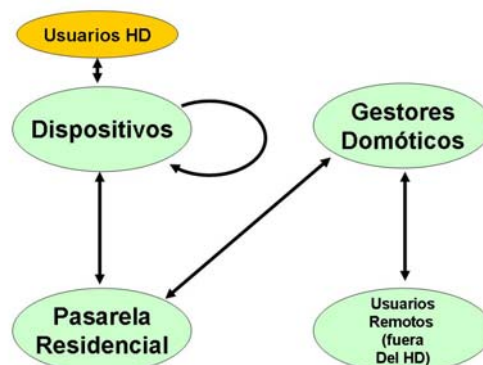 Usuarios HD
Dispositivos
Gestores
Domóticos
Pasarela
Residencial
Usuarios
Remotos
(fuera
Del HD)